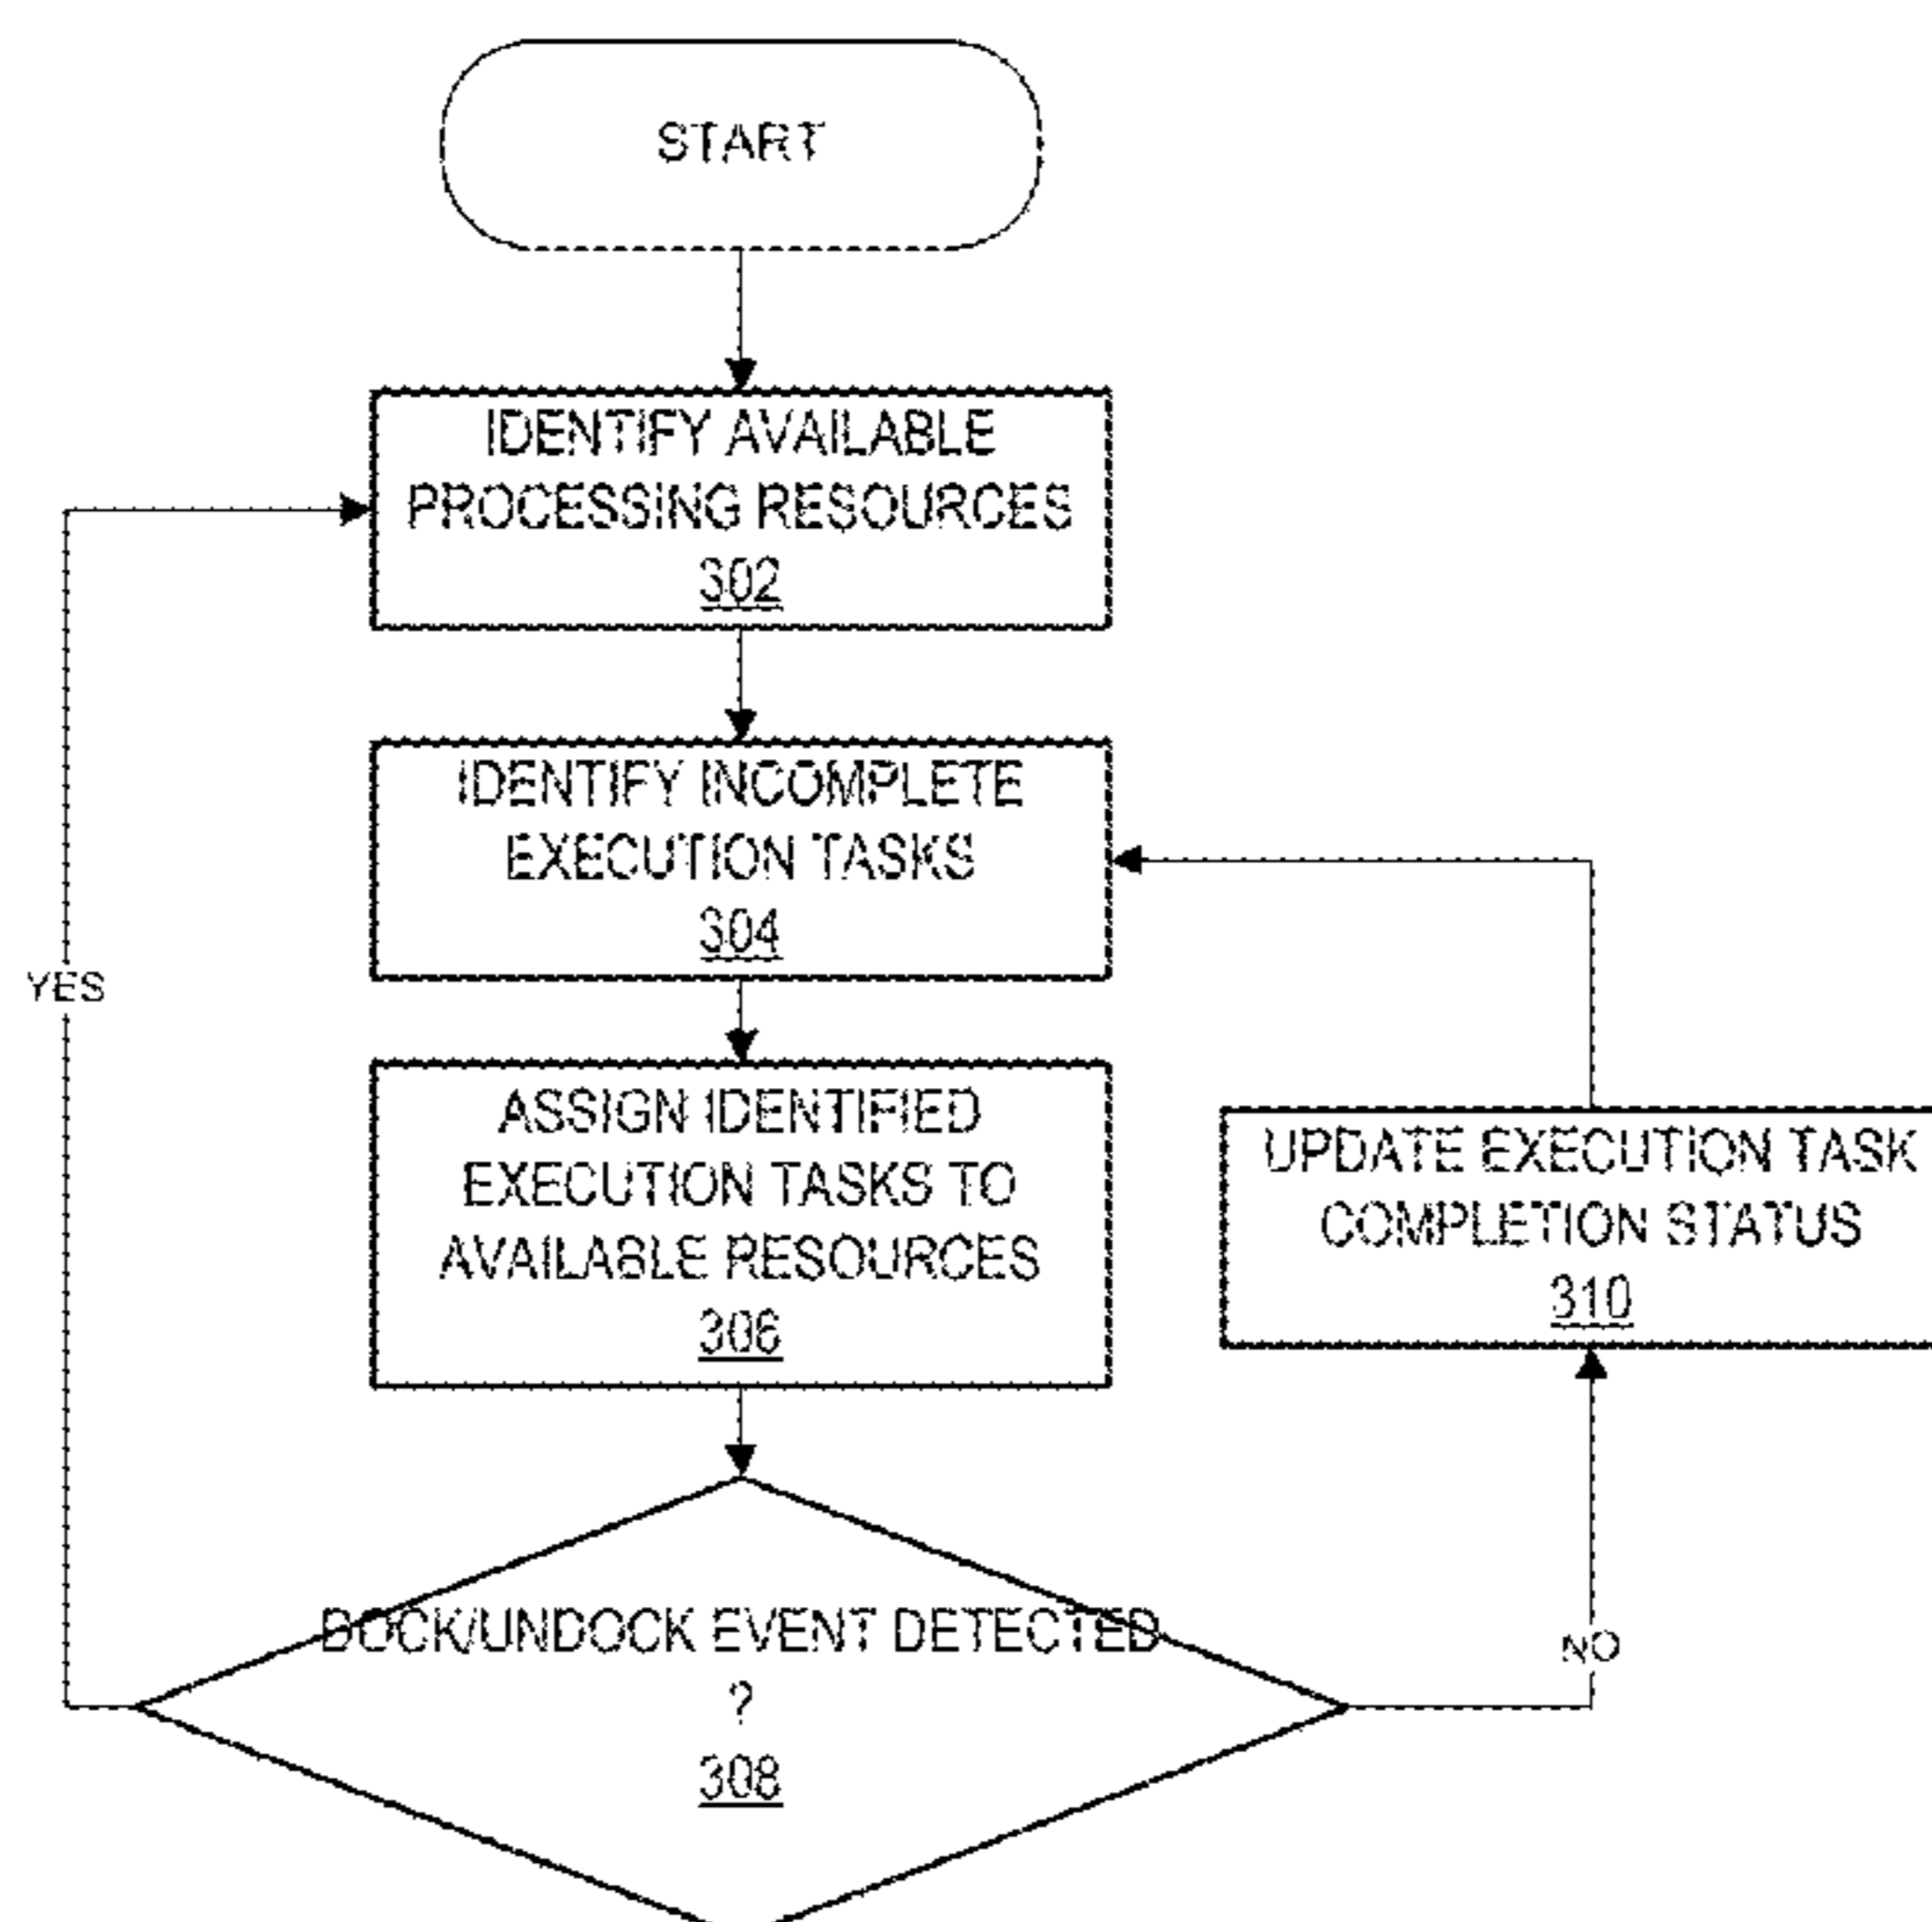 START
IDENTIFY AVAILABLE
PROCESSING RESOURCES
302
IDENTIFY INCOMPLETE
EXECUTION TASKS
304
YES
ASSIGN IDENTIFIED
EXECUTION TASKS TO
AVAILABLE RESOURCES
306
UPDATE EXECUTION TASK
COMPLETION STATUS
310
DOCK/UNDOCK EVENT DETECTED
?
308
NO